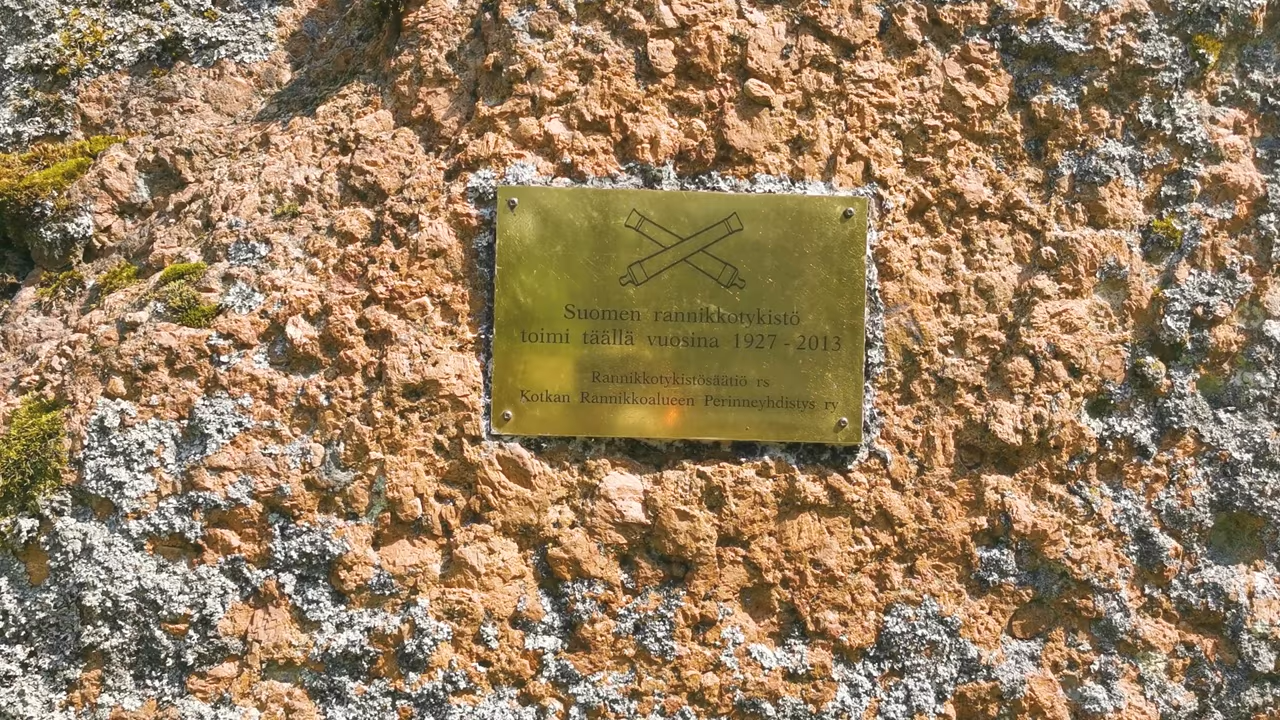 Suomen rannikkotykistö
toimi täällä vuosina 1927 - 2013
Rannikkotykistösäätiö rs
Kotkan Rannikkoalueen Perinneyhdistys ry